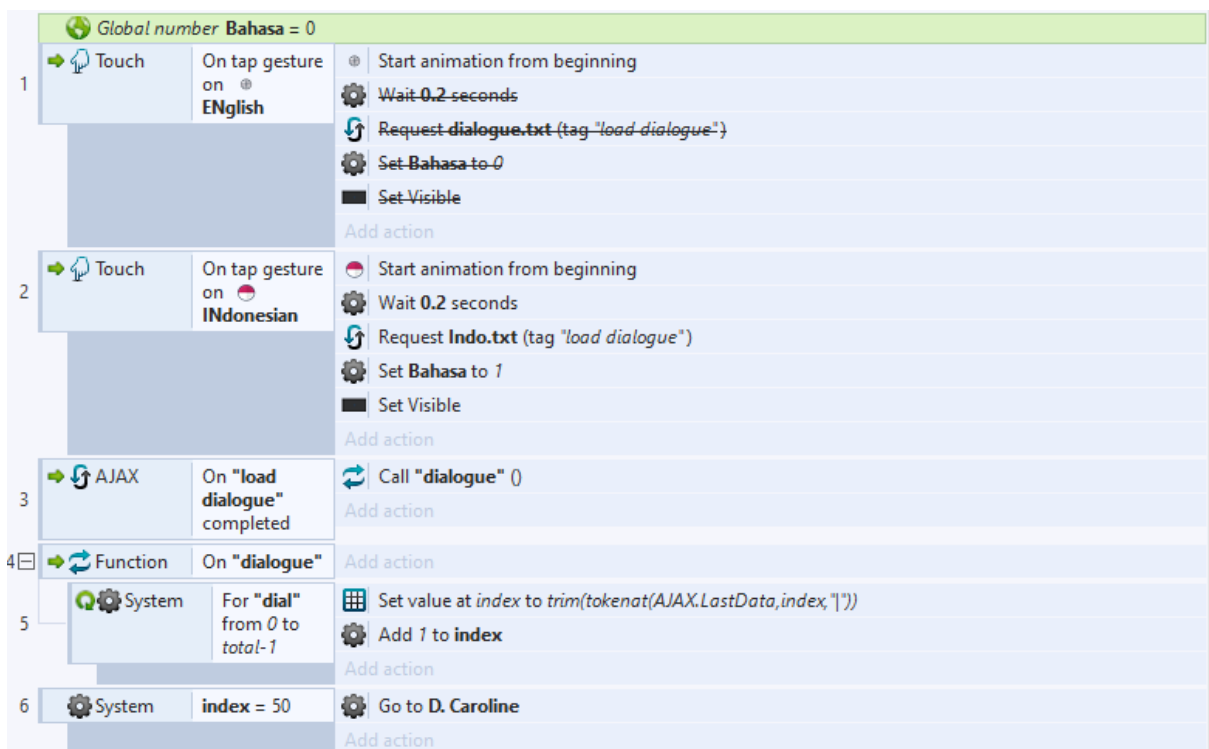 Global number Bahasa = 0
1
Touch
On tap gesture
on
ENglish
Start animation from beginning
Wait 0.2 seconds
Request dialogue.txt (tag "load dialogue")
Set Bahasa to 0
Set Visible
Add action
2
Touch
On tap gesture
on
INdonesian
Start animation from beginning
Wait 0.2 seconds
Request Indo.txt (tag "load dialogue")
Set Bahasa to 1
Set Visible
Add action
3
AJAX
On "load
dialogue"
completed
Call "dialogue" ()
Add action
4
Function
On "dialogue"
Add action
5
System
For "dial"
from 0 to
total-1
Set value at index to trim(tokenat(AJAX.LastData,index,"|"))
Add 1 to index
Add action
6
System
index = 50
Go to D. Caroline
Add action